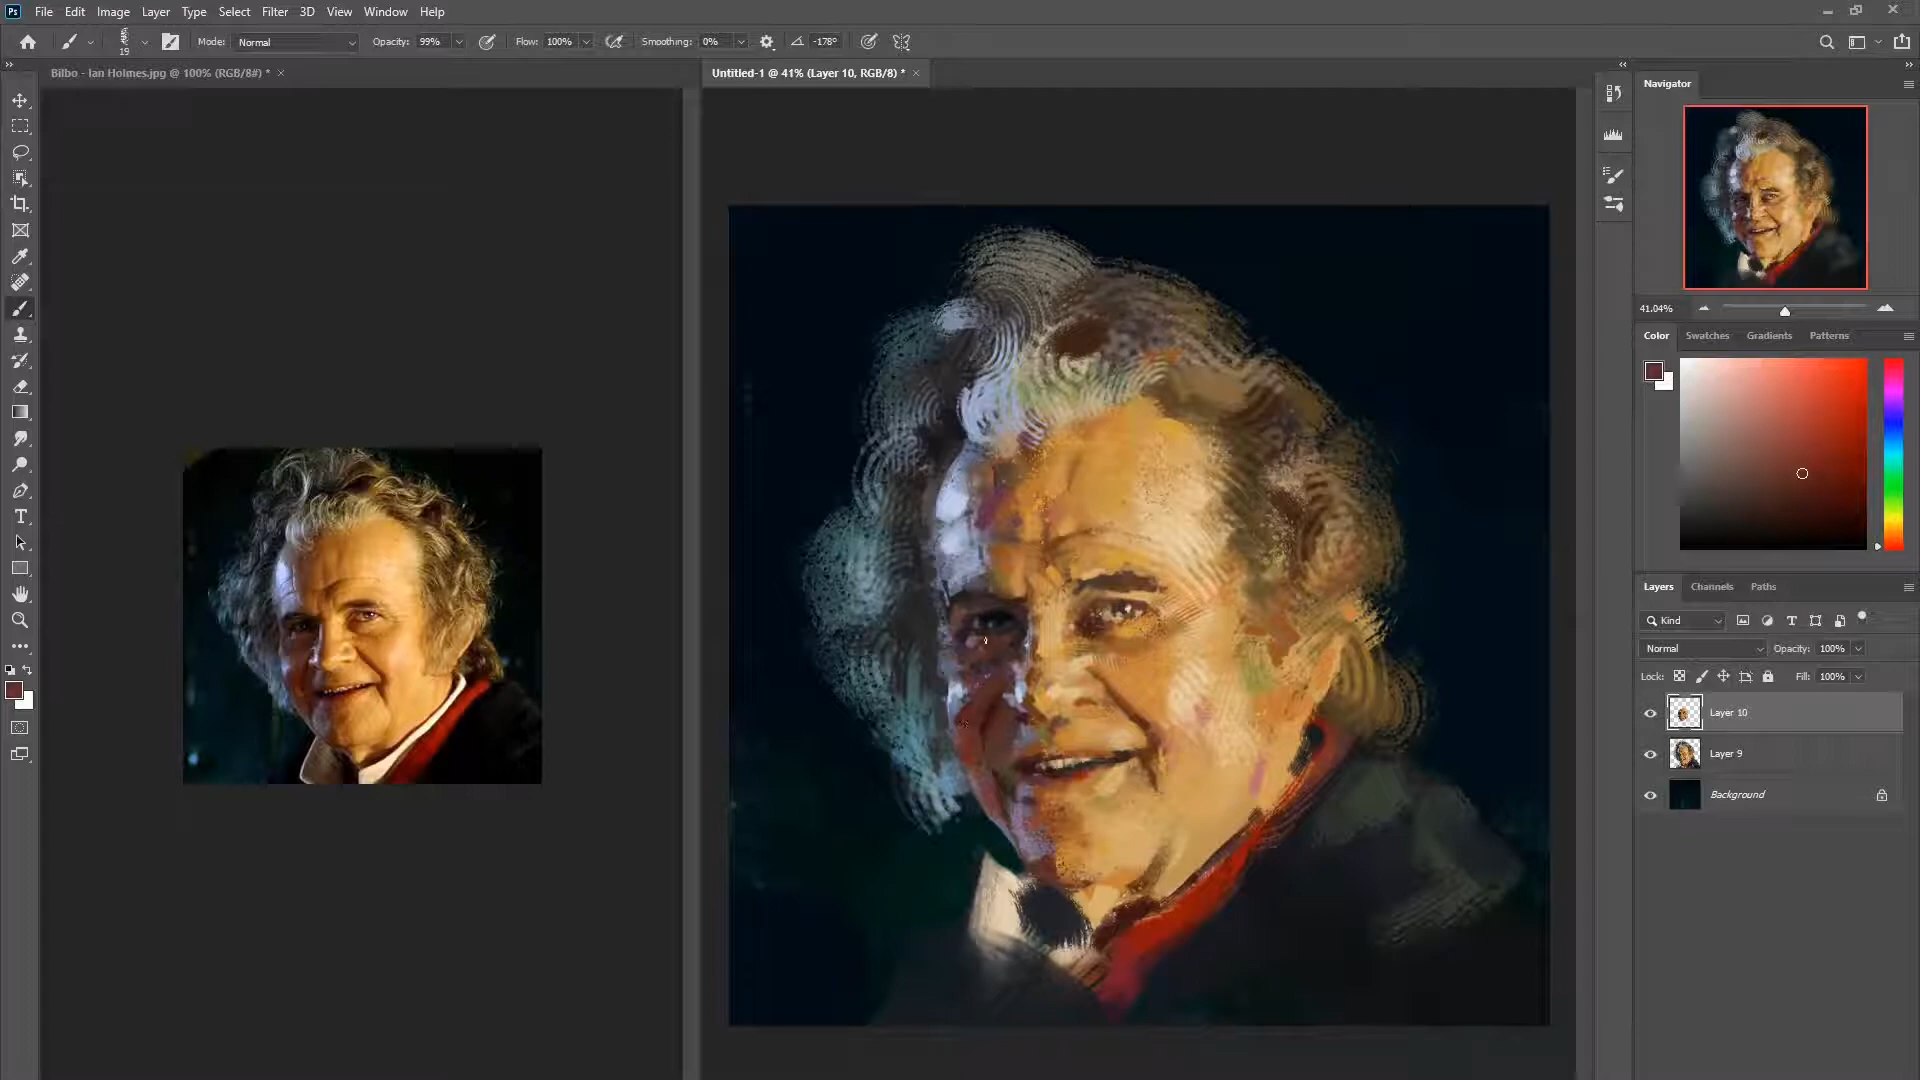 Ps File Edit Image Layer Type Select Filter 3D View Window Help
19 Mode: Normal Opacity: 99% Flow: 100% Smoothing: 0% -178°
Bilbo - Ian Holmes.jpg @ 100% (RGB/8#) * × Untitled-1 @ 41% (Layer 10, RGB/8) * ×
Navigator
41.04%
Color Swatches Gradients Patterns
Layers Channels Paths
Kind
Normal Opacity: 100%
Lock: Fill: 100%
Layer 10
Layer 9
Background